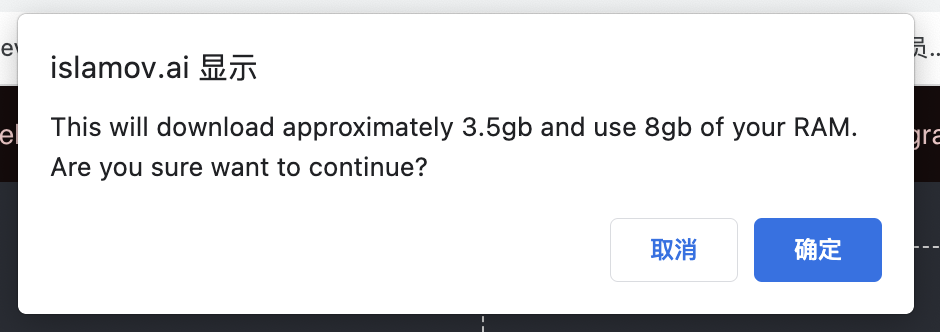 islamov.ai 显示
This will download approximately 3.5gb and use 8gb of your RAM.
Are you sure want to continue?
取消
确定